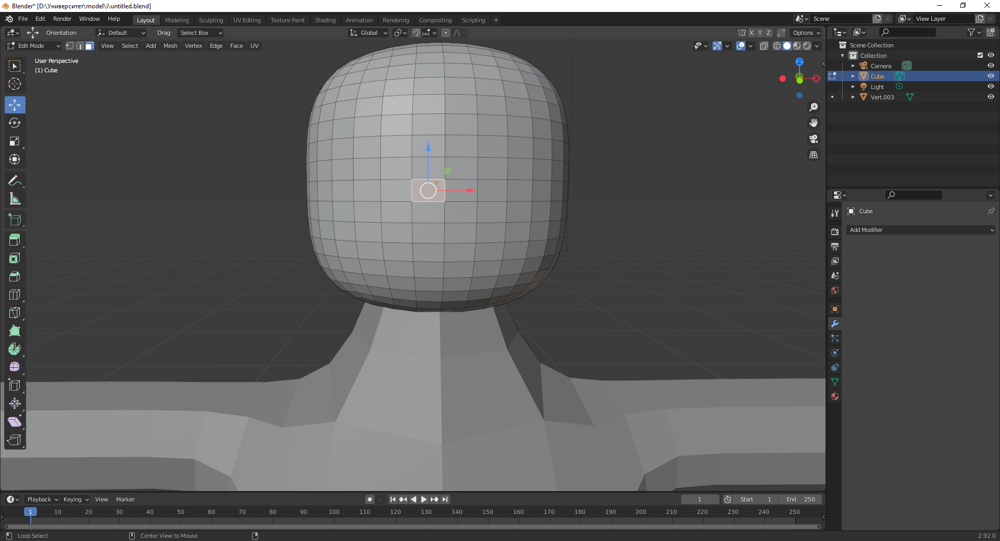 Blender* [D:\Университет\model\i\untitled.blend]
File Edit Render Window Help Layout Modeling Sculpting UV Editing Texture Paint Shading Animation Rendering Compositing Scripting + Scene View Layer
Orientation: Default Drag: Select Box Global X Y Z Options
Edit Mode View Select Add Mesh Vertex Edge Face UV
User Perspective
(1) Cube
Z
X
Scene Collection
Collection
Camera
Cube
Light
Vert.003
Cube
Add Modifier
Playback Keying View Marker 1 Start 1 End 250
1 10 20 30 40 50 60 70 80 90 100 110 120 130 140 150 160 170 180 190 200 210 220 230 240 250
Loop Select Center View to Mouse 2.92.0